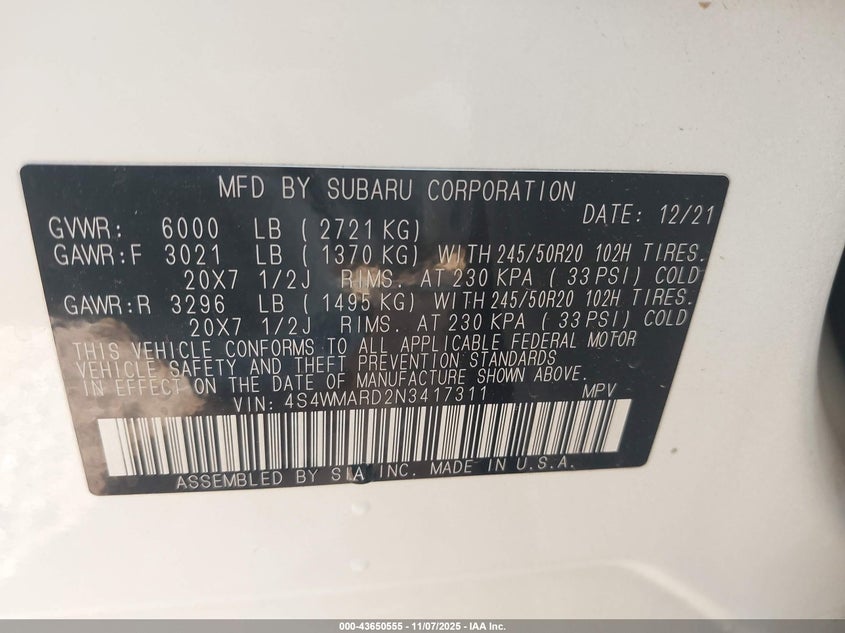 MFD BY SUBARU CORPORATION
DATE: 12/21
GVWR: 6000 LB ( 2721 KG)
GAWR:F 3021 LB ( 1370 KG) WITH 245/50R20 102H TIRES.
20X7 1/2J RIMS. AT 230 KPA ( 33 PSI) COLD
GAWR:R 3296 LB ( 1495 KG) WITH 245/50R20 102H TIRES.
20X7 1/2J RIMS. AT 230 KPA ( 33 PSI) COLD
THIS VEHICLE CONFORMS TO ALL APPLICABLE FEDERAL MOTOR
VEHICLE SAFETY AND THEFT PREVENTION STANDARDS
IN EFFECT ON THE DATE OF MANUFACTURE SHOWN ABOVE.
VIN: 4S4WMARD2N3417311 MPV
ASSEMBLED BY SIA INC. MADE IN U.S.A.
000-43650555 — 11/07/2025 — IAA Inc.